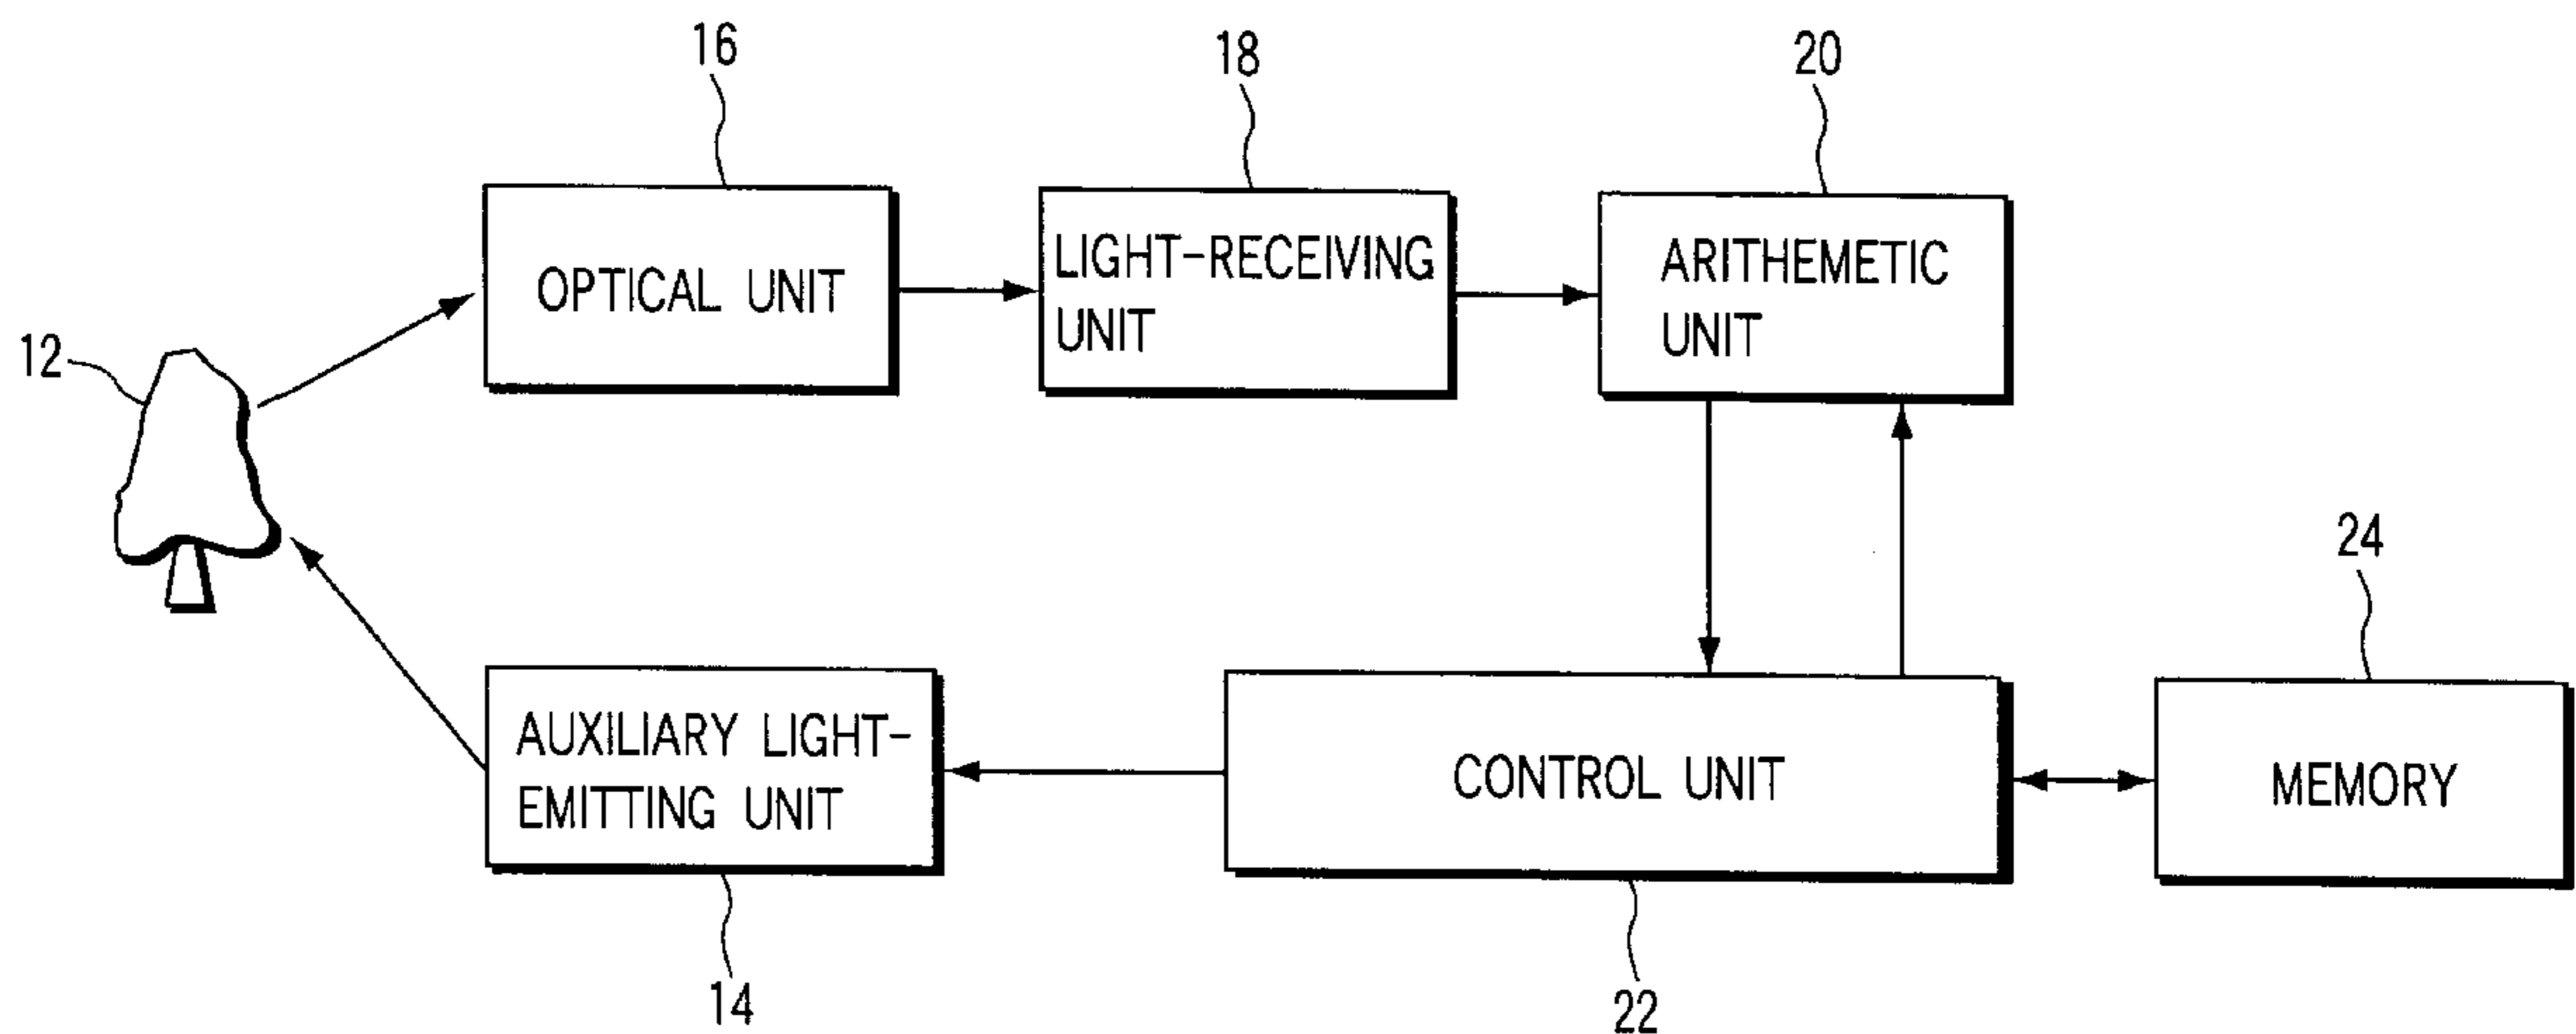 16
18
20
OPTICAL UNIT
LIGHT-RECEIVING
UNIT
ARITHEMETIC
UNIT
12
24
AUXILIARY LIGHT-
EMITTING UNIT
CONTROL UNIT
MEMORY
14
22